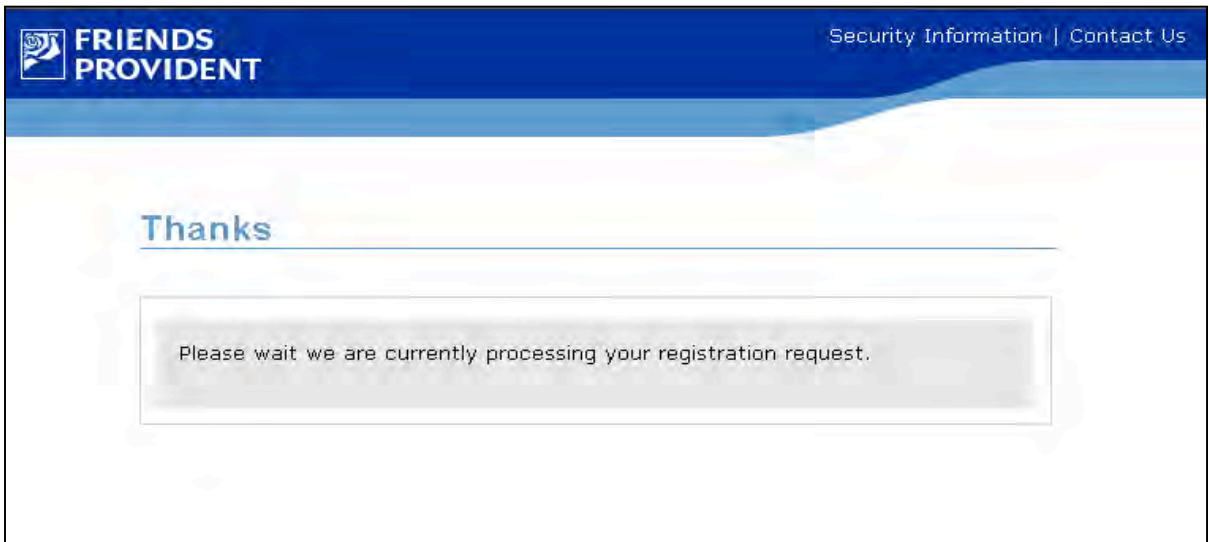 FRIENDS
PROVIDENT
Security Information | Contact Us
Thanks
Please wait we are currently processing your registration request.